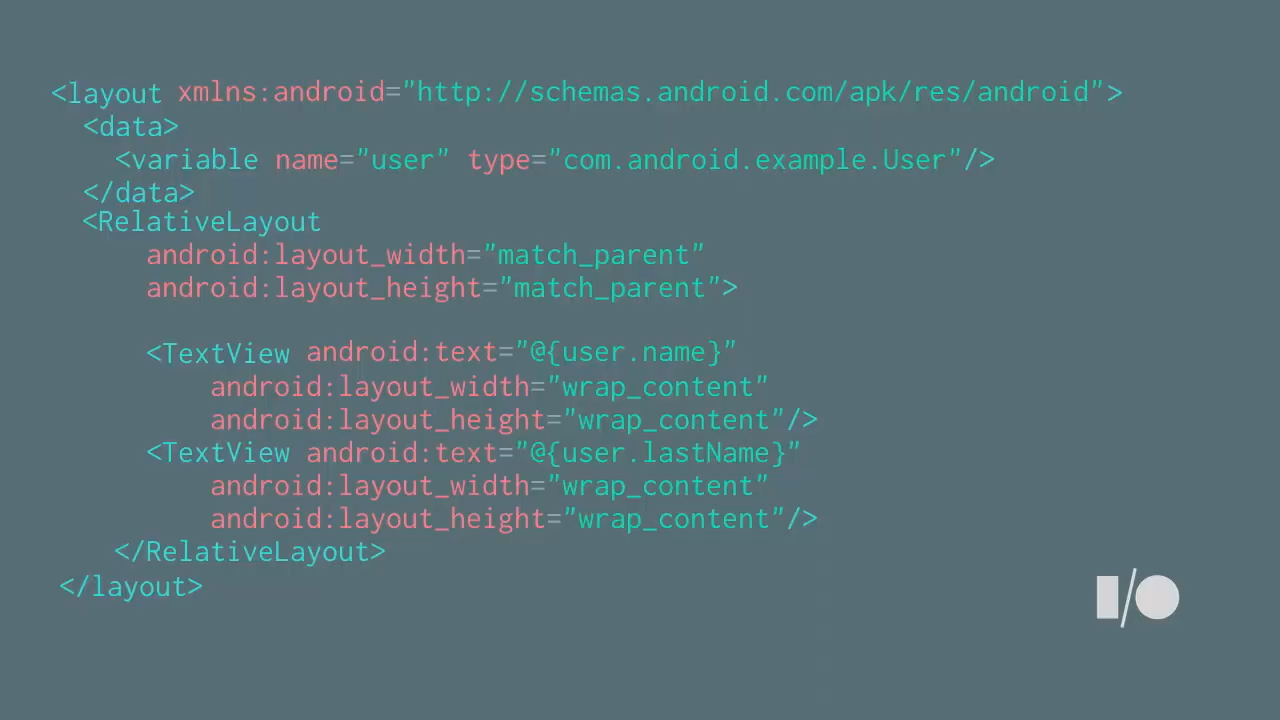 <layout xmlns:android="http://schemas.android.com/apk/res/android">
<data>
<variable name="user" type="com.android.example.User"/>
</data>
<RelativeLayout
android:layout_width="match_parent"
android:layout_height="match_parent">
<TextView android:text="@{user.name}"
android:layout_width="wrap_content"
android:layout_height="wrap_content"/>
<TextView android:text="@{user.lastName}"
android:layout_width="wrap_content"
android:layout_height="wrap_content"/>
</RelativeLayout>
</layout>
I/O